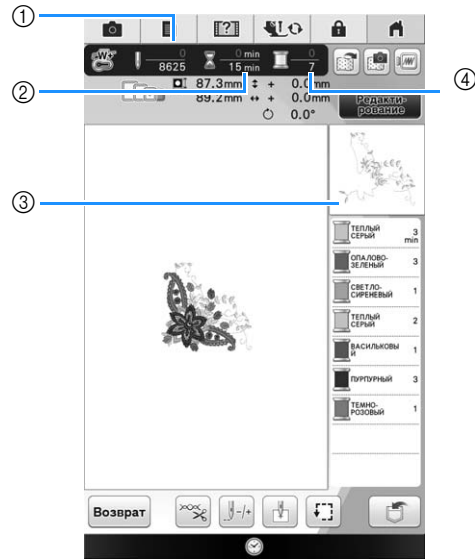 ①
[?]
W+
0
8625
0 min
15 min
0
7
④
②
87.3mm ↕ + 0.0mm
89.2mm ↔ + 0.0mm
0.0°
Редакти-
рование
③
ТЕПЛЫЙ
СЕРЫЙ
3
min
ОПАЛОВО-
ЗЕЛЕНЫЙ
3
СВЕТЛО-
СИРЕНЕВЫЙ
1
ТЕПЛЫЙ
СЕРЫЙ
2
ВАСИЛЬКОВЫ
Й
1
ПУРПУРНЫЙ
3
ТЕМНО-
РОЗОВЫЙ
1
Возврат
-/+